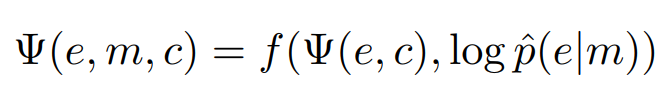 Ψ(e, m, c) = f(Ψ(e, c), log p̂(e|m))